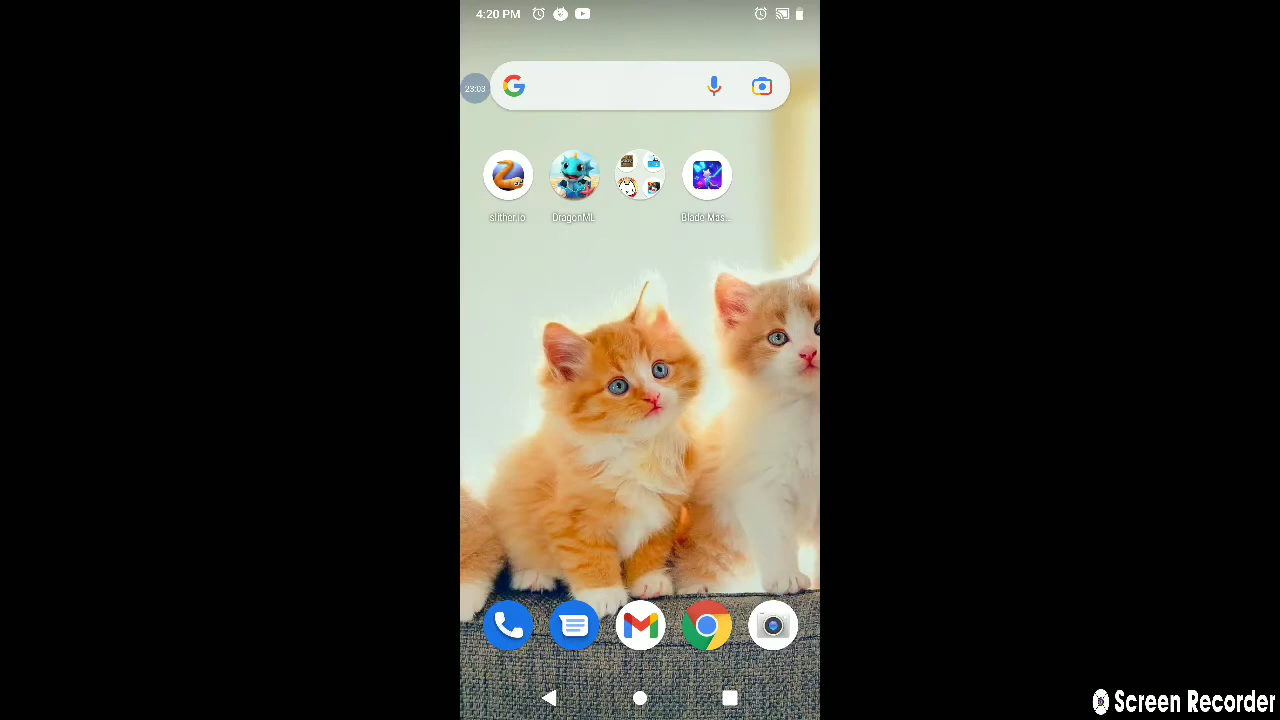 4:20 PM
23:03
slither.io
DragonML
Blade Mas…
Screen Recorder